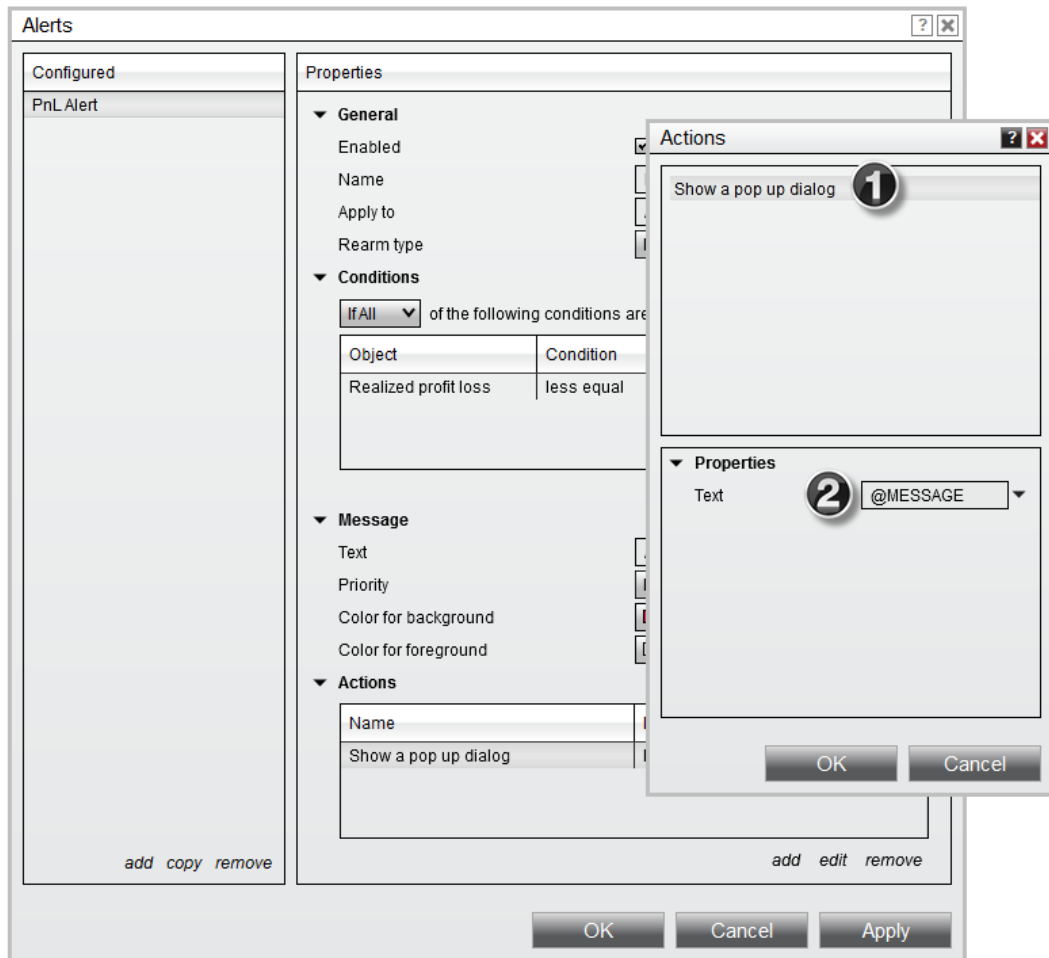 Alerts
Configured
PnL Alert
add copy remove
Properties
General
Enabled
Name
Apply to
Rearm type
Conditions
If All of the following conditions are
Object Condition
Realized profit loss less equal
Message
Text
Priority
Color for background
Color for foreground
Actions
Name
Show a pop up dialog
add edit remove
OK Cancel Apply
Actions
Show a pop up dialog 1
Properties
Text 2 @MESSAGE
OK Cancel